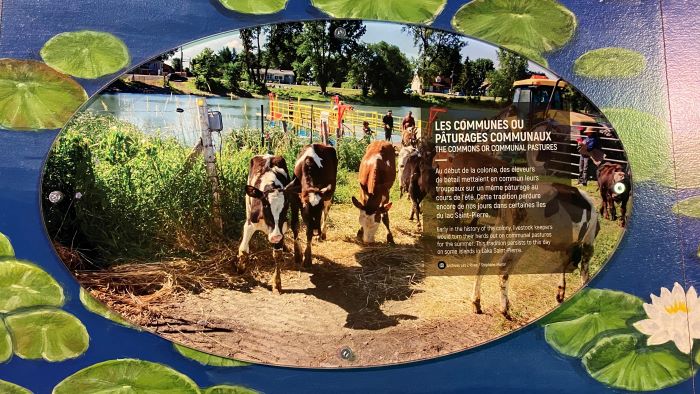 LES COMMUNES OU
PÂTURAGES COMMUNAUX
THE COMMONS OR COMMUNAL PASTURES
Au début de la colonie, des éleveurs
de bétail mettaient en commun leurs
troupeaux sur un même pâturage au
cours de l'été. Cette tradition perdure
encore de nos jours dans certaines îles
du lac Saint-Pierre.
Early in the history of the colony, livestock keepers
would turn their herds out on communal pastures
for the summer. This tradition persists to this day
on some islands in Lake Saint-Pierre.